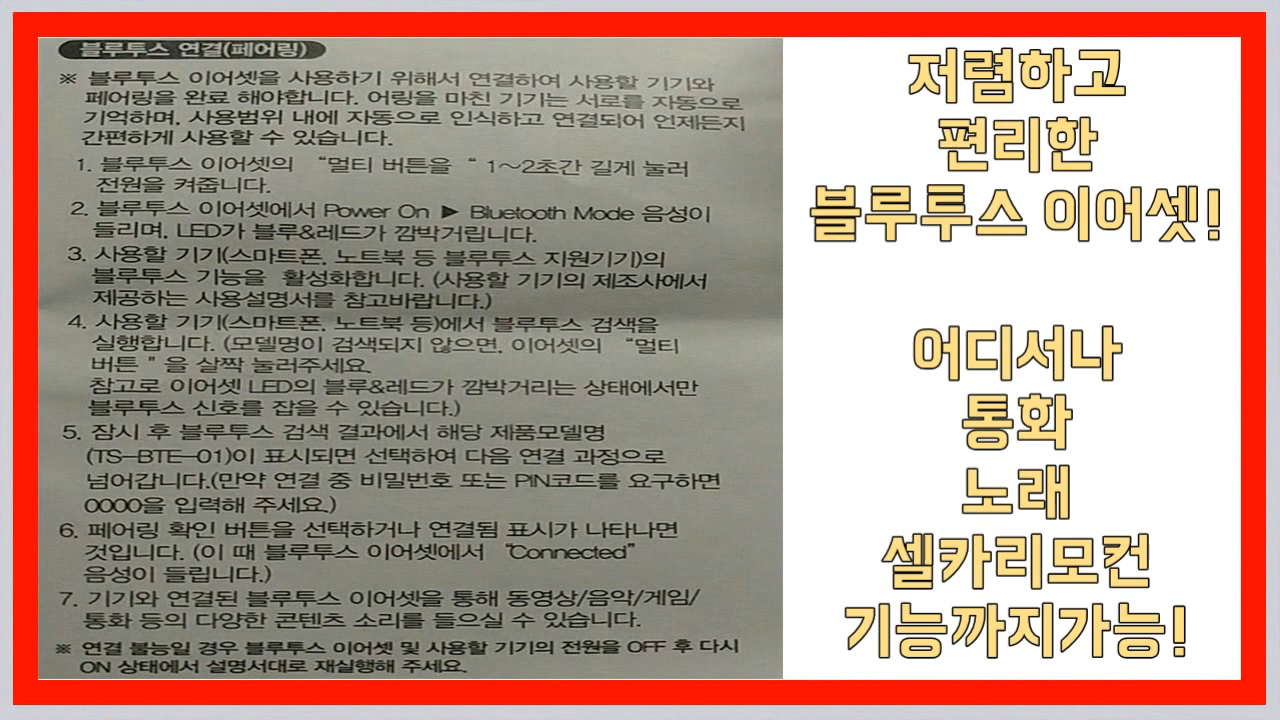 블루투스 연결(페어링)
※ 블루투스 이어셋을 사용하기 위해서 연결하여 사용할 기기와
페어링을 완료 해야합니다. 어링을 마친 기기는 서로를 자동으로
기억하며, 사용범위 내에 자동으로 인식하고 연결되어 언제든지
간편하게 사용할 수 있습니다.
1. 블루투스 이어셋의 “멀티 버튼을 “ 1~2초간 길게 눌러
전원을 켜줍니다.
2. 블루투스 이어셋에서 Power On ▶ Bluetooth Mode 음성이
들리며, LED가 블루&레드가 깜박거립니다.
3. 사용할 기기(스마트폰, 노트북 등 블루투스 지원기기)의
블루투스 기능을 활성화합니다. (사용할 기기의 제조사에서
제공하는 사용설명서를 참고바랍니다.)
4. 사용할 기기(스마트폰, 노트북 등)에서 블루투스 검색을
실행합니다. (모델명이 검색되지 않으면, 이어셋의 “멀티
버튼 " 을 살짝 눌러주세요.
참고로 이어셋 LED의 블루&레드가 깜박거리는 상태에서만
블루투스 신호를 잡을 수 있습니다.)
5. 잠시 후 블루투스 검색 결과에서 해당 제품모델명
(TS-BTE-01)이 표시되면 선택하여 다음 연결 과정으로
넘어갑니다.(만약 연결 중 비밀번호 또는 PIN코드를 요구하면
0000을 입력해 주세요.)
6. 페어링 확인 버튼을 선택하거나 연결됨 표시가 나타나면
것입니다. (이 때 블루투스 이어셋에서 “Connected”
음성이 들립니다.)
7. 기기와 연결된 블루투스 이어셋을 통해 동영상/음악/게임/
통화 등의 다양한 콘텐츠 소리를 들으실 수 있습니다.
※ 연결 불능일 경우 블루투스 이어셋 및 사용할 기기의 전원을 OFF 후 다시
ON 상태에서 설명서대로 재실행해 주세요.
저렴하고
편리한
블루투스 이어셋!
어디서나
통화
노래
셀카리모컨
기능까지가능!